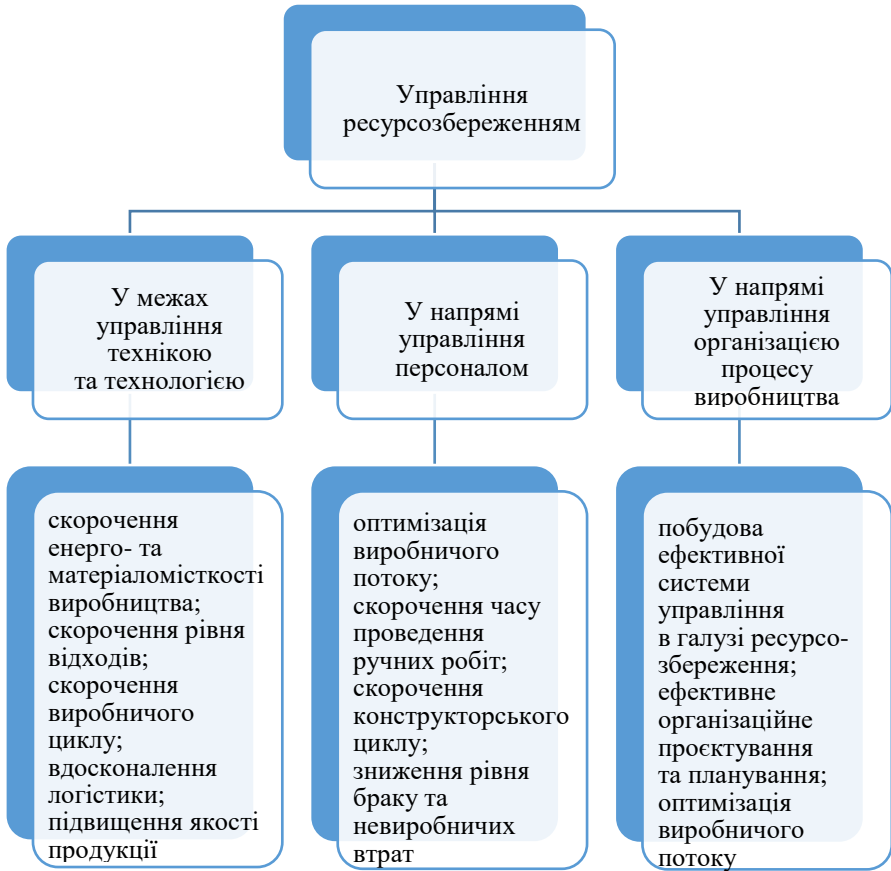 Управління
ресурсозбереженням
У межах
управління
технікою
та технологією
У напрямі
управління
персоналом
У напрямі
управління
організацією
процесу
виробництва
скорочення
енерго- та
матеріаломісткості
виробництва;
скорочення рівня
відходів;
скорочення
виробничого
циклу;
вдосконалення
логістики;
підвищення якості
продукції
оптимізація
виробничого
потоку;
скорочення часу
проведення
ручних робіт;
скорочення
конструкторського
циклу;
зниження рівня
браку та
невиробничих
втрат
побудова
ефективної
системи
управління
в галузі ресурсо-
збереження;
ефективне
організаційне
проєктування
та планування;
оптимізація
виробничого
потоку